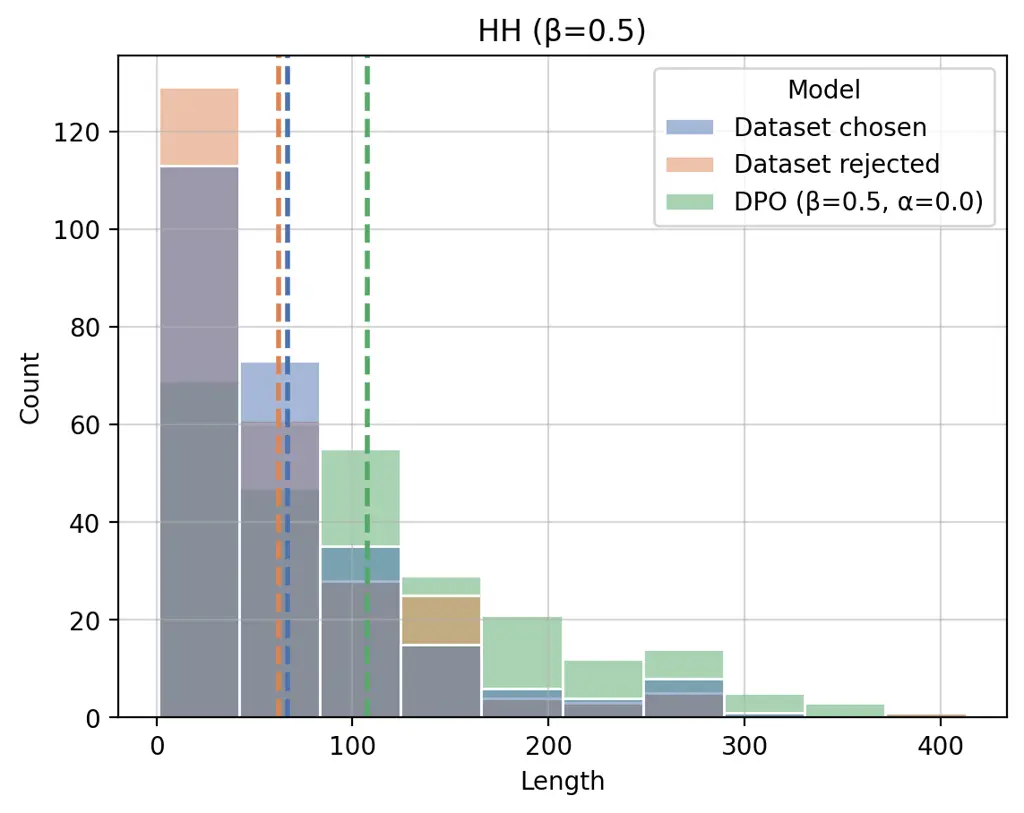 HH (β=0.5)
Model
Dataset chosen
Dataset rejected
DPO (β=0.5, α=0.0)
120
100
80
60
40
20
0
Count
0 100 200 300 400
Length